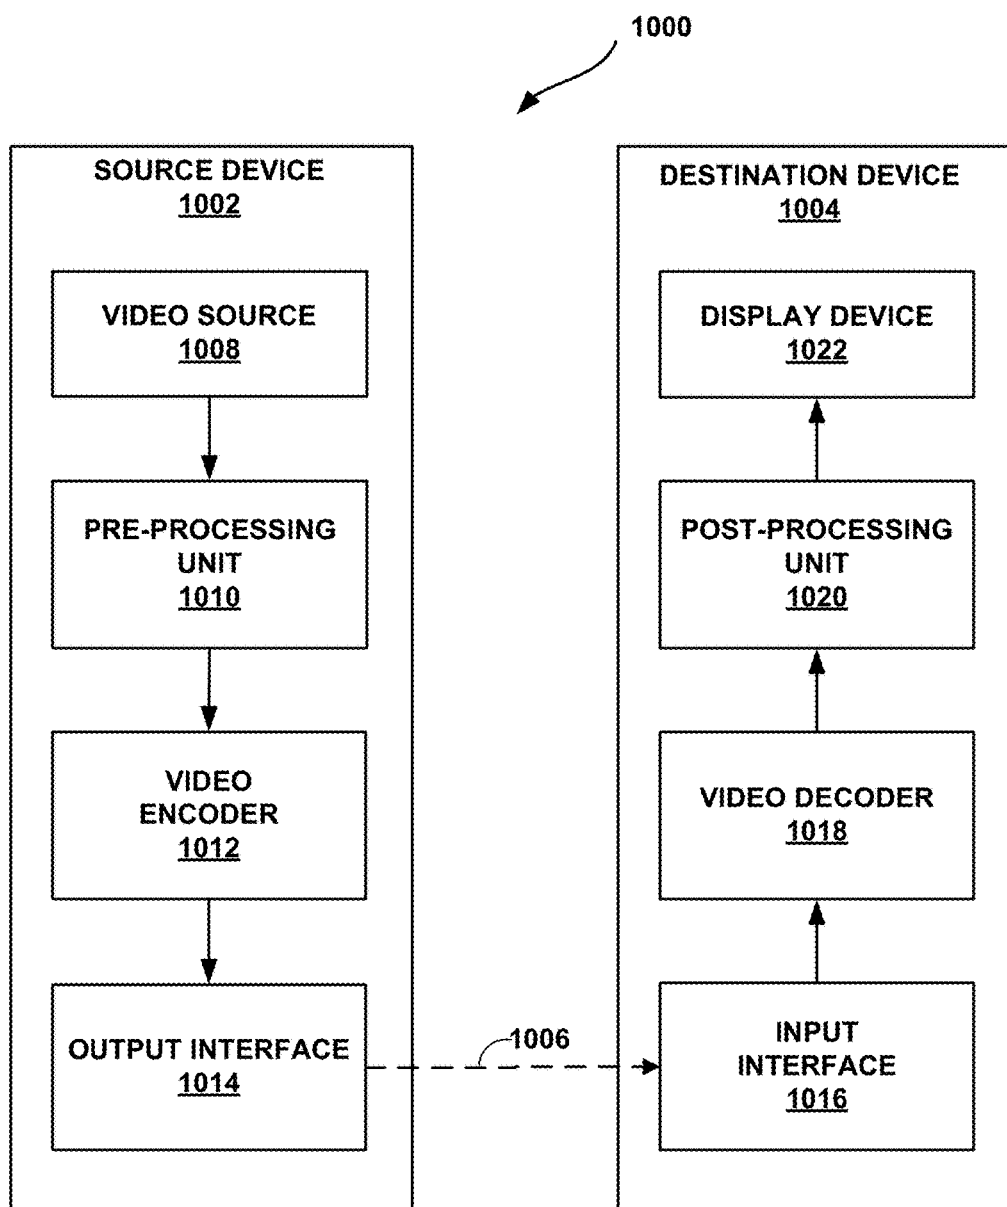 1000
SOURCE DEVICE
1002
VIDEO SOURCE
1008
PRE-PROCESSING
UNIT
1010
VIDEO
ENCODER
1012
OUTPUT INTERFACE
1014
1006
DESTINATION DEVICE
1004
DISPLAY DEVICE
1022
POST-PROCESSING
UNIT
1020
VIDEO DECODER
1018
INPUT
INTERFACE
1016